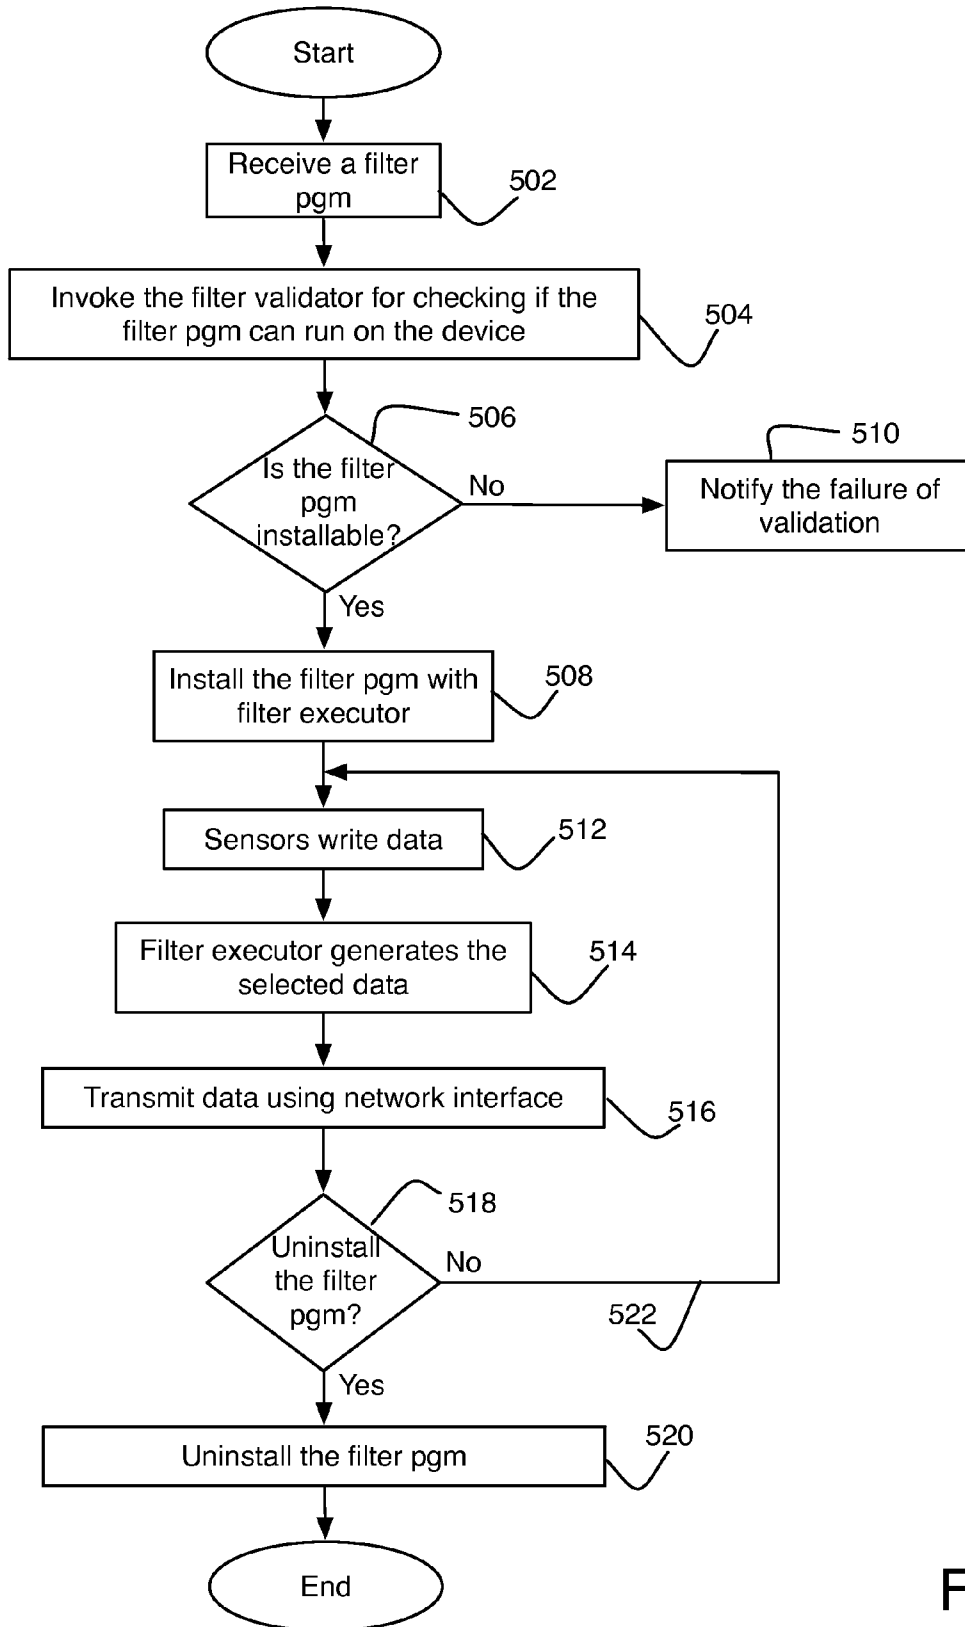 Start
Receive a filter
pgm
502
Invoke the filter validator for checking if the
filter pgm can run on the device
504
506
Is the filter
pgm
installable?
No
510
Notify the failure of
validation
Yes
Install the filter pgm with
filter executor
508
Sensors write data
512
Filter executor generates the
selected data
514
Transmit data using network interface
516
518
Uninstall
the filter
pgm?
No
522
Yes
Uninstall the filter pgm
520
End
F